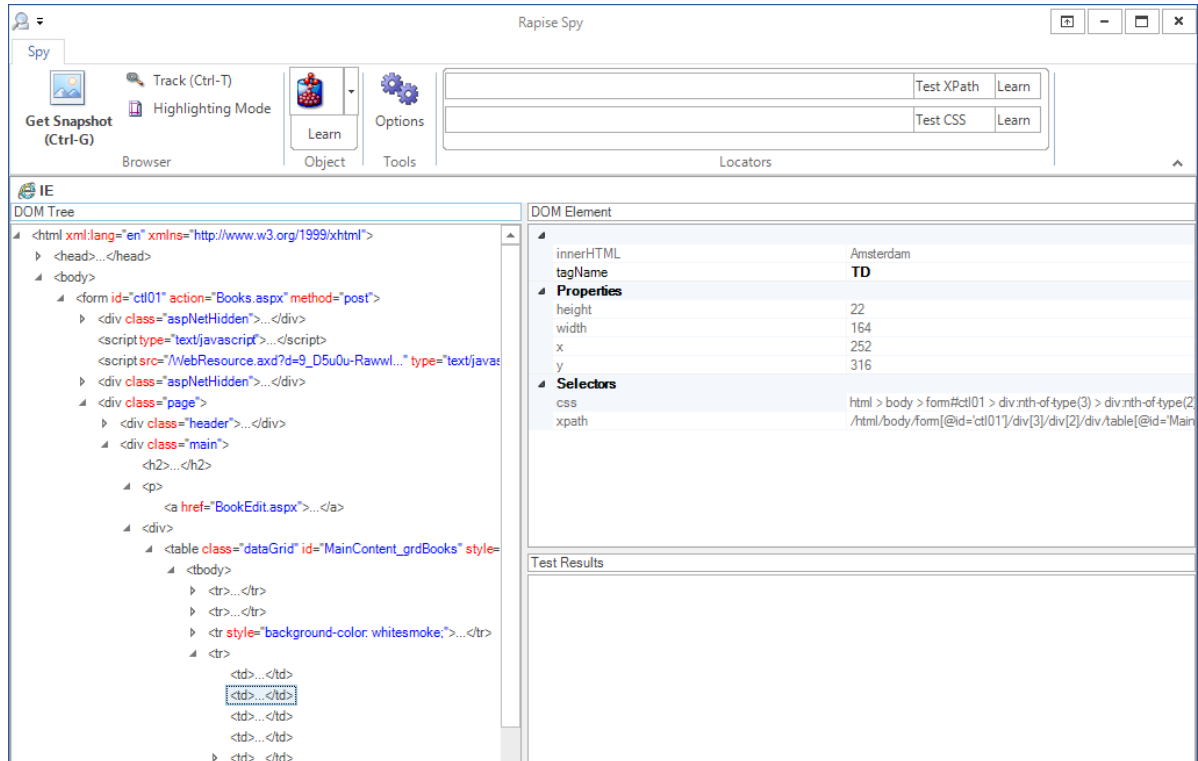 Rapise Spy
Spy
Get Snapshot
(Ctrl-G)
Track (Ctrl-T)
Highlighting Mode
Browser
Learn
Object
Options
Tools
Test XPath Learn
Test CSS Learn
Locators
IE
DOM Tree
<html xml:lang="en" xmlns="http://www.w3.org/1999/xhtml">
<head>...</head>
<body>
<form id="ctl01" action="Books.aspx" method="post">
<div class="aspNetHidden">...</div>
<script type="text/javascript">...</script>
<script src="/WebResource.axd?d=9_D5u0u-RawwI..." type="text/javas
<div class="aspNetHidden">...</div>
<div class="page">
<div class="header">...</div>
<div class="main">
<h2>...</h2>
<p>
<a href="BookEdit.aspx">...</a>
<div>
<table class="dataGrid" id="MainContent_grdBooks" style=
<tbody>
<tr>...</tr>
<tr>...</tr>
<tr style="background-color: whitesmoke;">...</tr>
<tr>
<td>...</td>
<td>...</td>
<td>...</td>
<td>...</td>
<td>...</td>
DOM Element
innerHTML Amsterdam
tagName TD
Properties
height 22
width 164
x 252
y 316
Selectors
css html > body > form#ctl01 > div:nth-of-type(3) > div:nth-of-type(2
xpath /html/body/form[@id='ctl01']/div[3]/div[2]/div/table[@id='Main
Test Results